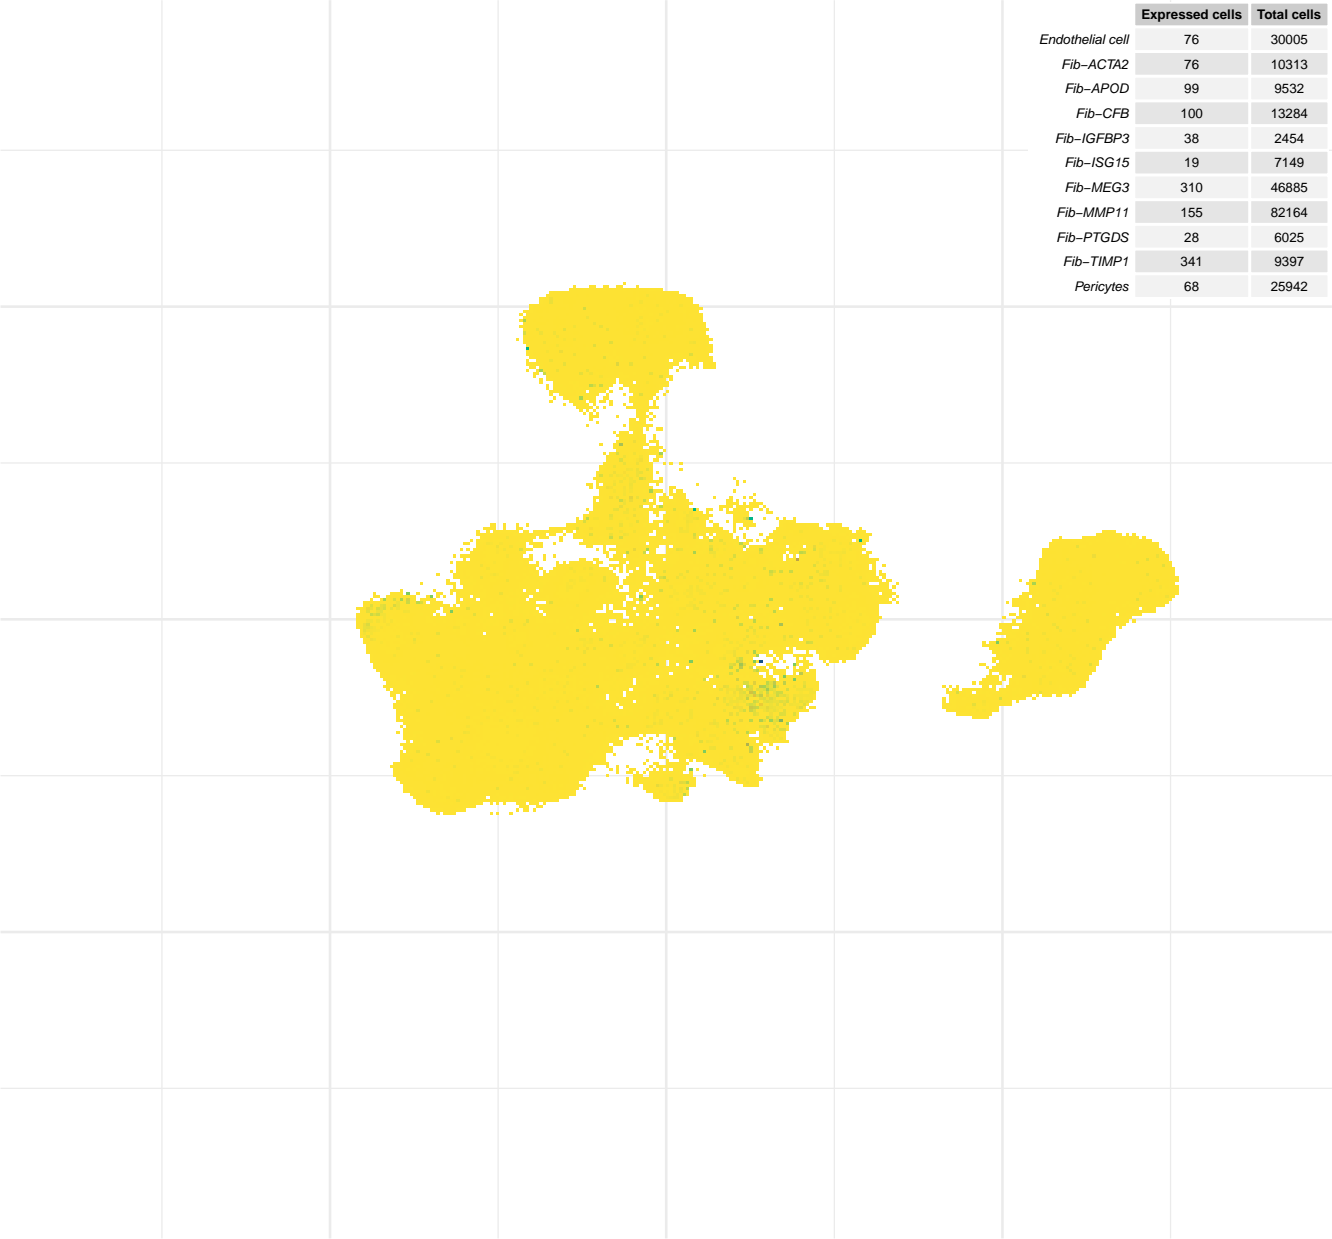 Expressed cells Total cells
Endothelial cell 76 30005
Fib−ACTA2 76 10313
Fib−APOD 99 9532
Fib−CFB 100 13284
Fib−IGFBP3 38 2454
Fib−ISG15 19 7149
Fib−MEG3 310 46885
Fib−MMP11 155 82164
Fib−PTGDS 28 6025
Fib−TIMP1 341 9397
Pericytes 68 25942